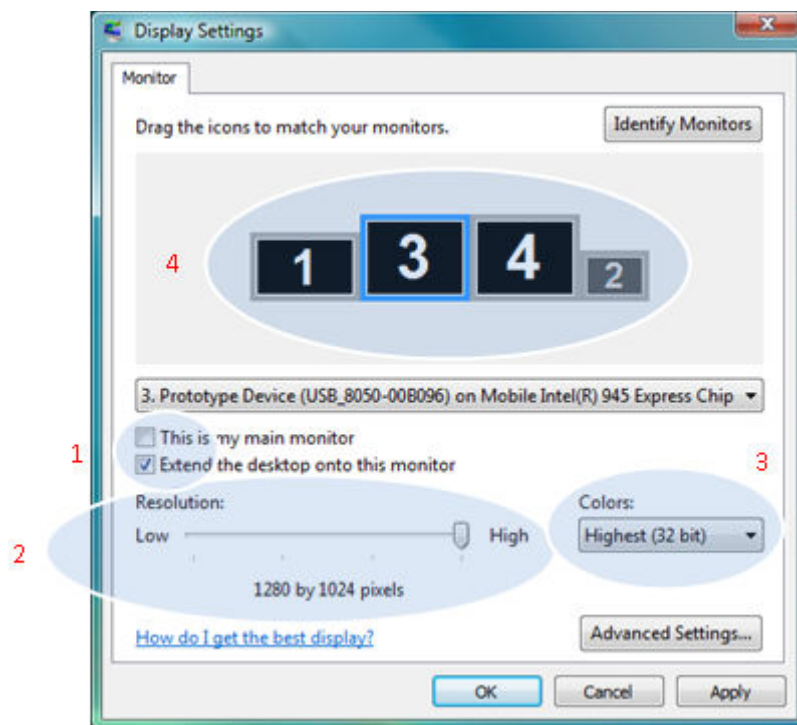 Display Settings
Monitor
Drag the icons to match your monitors.
Identify Monitors
4
1
3
4
2
3. Prototype Device (USB_8050-00B096) on Mobile Intel(R) 945 Express Chip
1
This is my main monitor
Extend the desktop onto this monitor
3
2
Resolution:
Low
High
1280 by 1024 pixels
Colors:
Highest (32 bit)
How do I get the best display?
Advanced Settings...
OK
Cancel
Apply